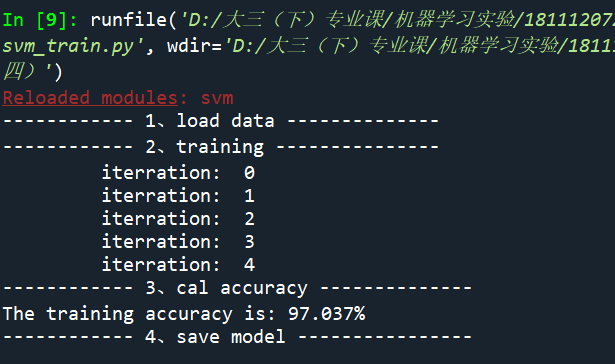 In [9]: runfile('D:/大三（下）专业课/机器学习实验/18111207
svm_train.py', wdir='D:/大三（下）专业课/机器学习实验/1811
四）')
Reloaded modules: svm
------------ 1、load data --------------
------------ 2、training ---------------
iterration:  0
iterration:  1
iterration:  2
iterration:  3
iterration:  4
------------ 3、cal accuracy --------------
The training accuracy is: 97.037%
------------ 4、save model ----------------